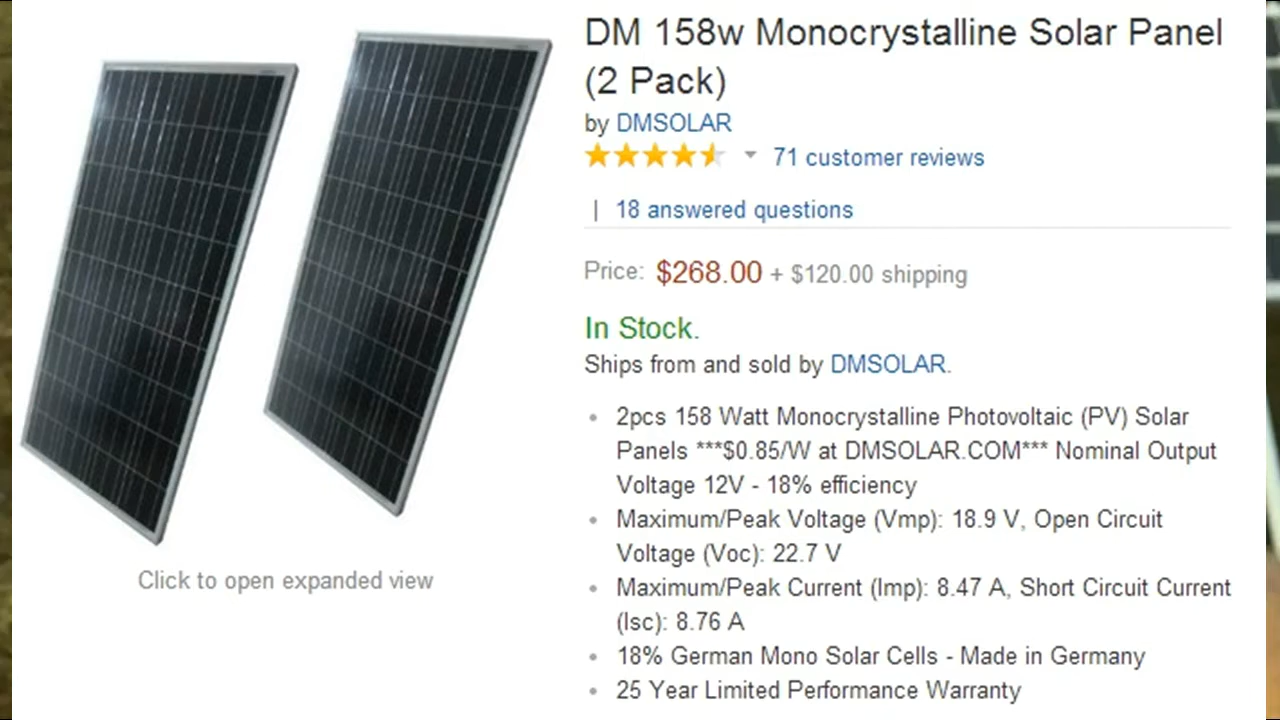 DM 158w Monocrystalline Solar Panel
(2 Pack)
by DMSOLAR
71 customer reviews
| 18 answered questions
Price: $268.00 + $120.00 shipping
In Stock.
Ships from and sold by DMSOLAR.
• 2pcs 158 Watt Monocrystalline Photovoltaic (PV) Solar
Panels ***$0.85/W at DMSOLAR.COM*** Nominal Output
Voltage 12V - 18% efficiency
• Maximum/Peak Voltage (Vmp): 18.9 V, Open Circuit
Voltage (Voc): 22.7 V
• Maximum/Peak Current (Imp): 8.47 A, Short Circuit Current
(Isc): 8.76 A
• 18% German Mono Solar Cells - Made in Germany
• 25 Year Limited Performance Warranty
Click to open expanded view